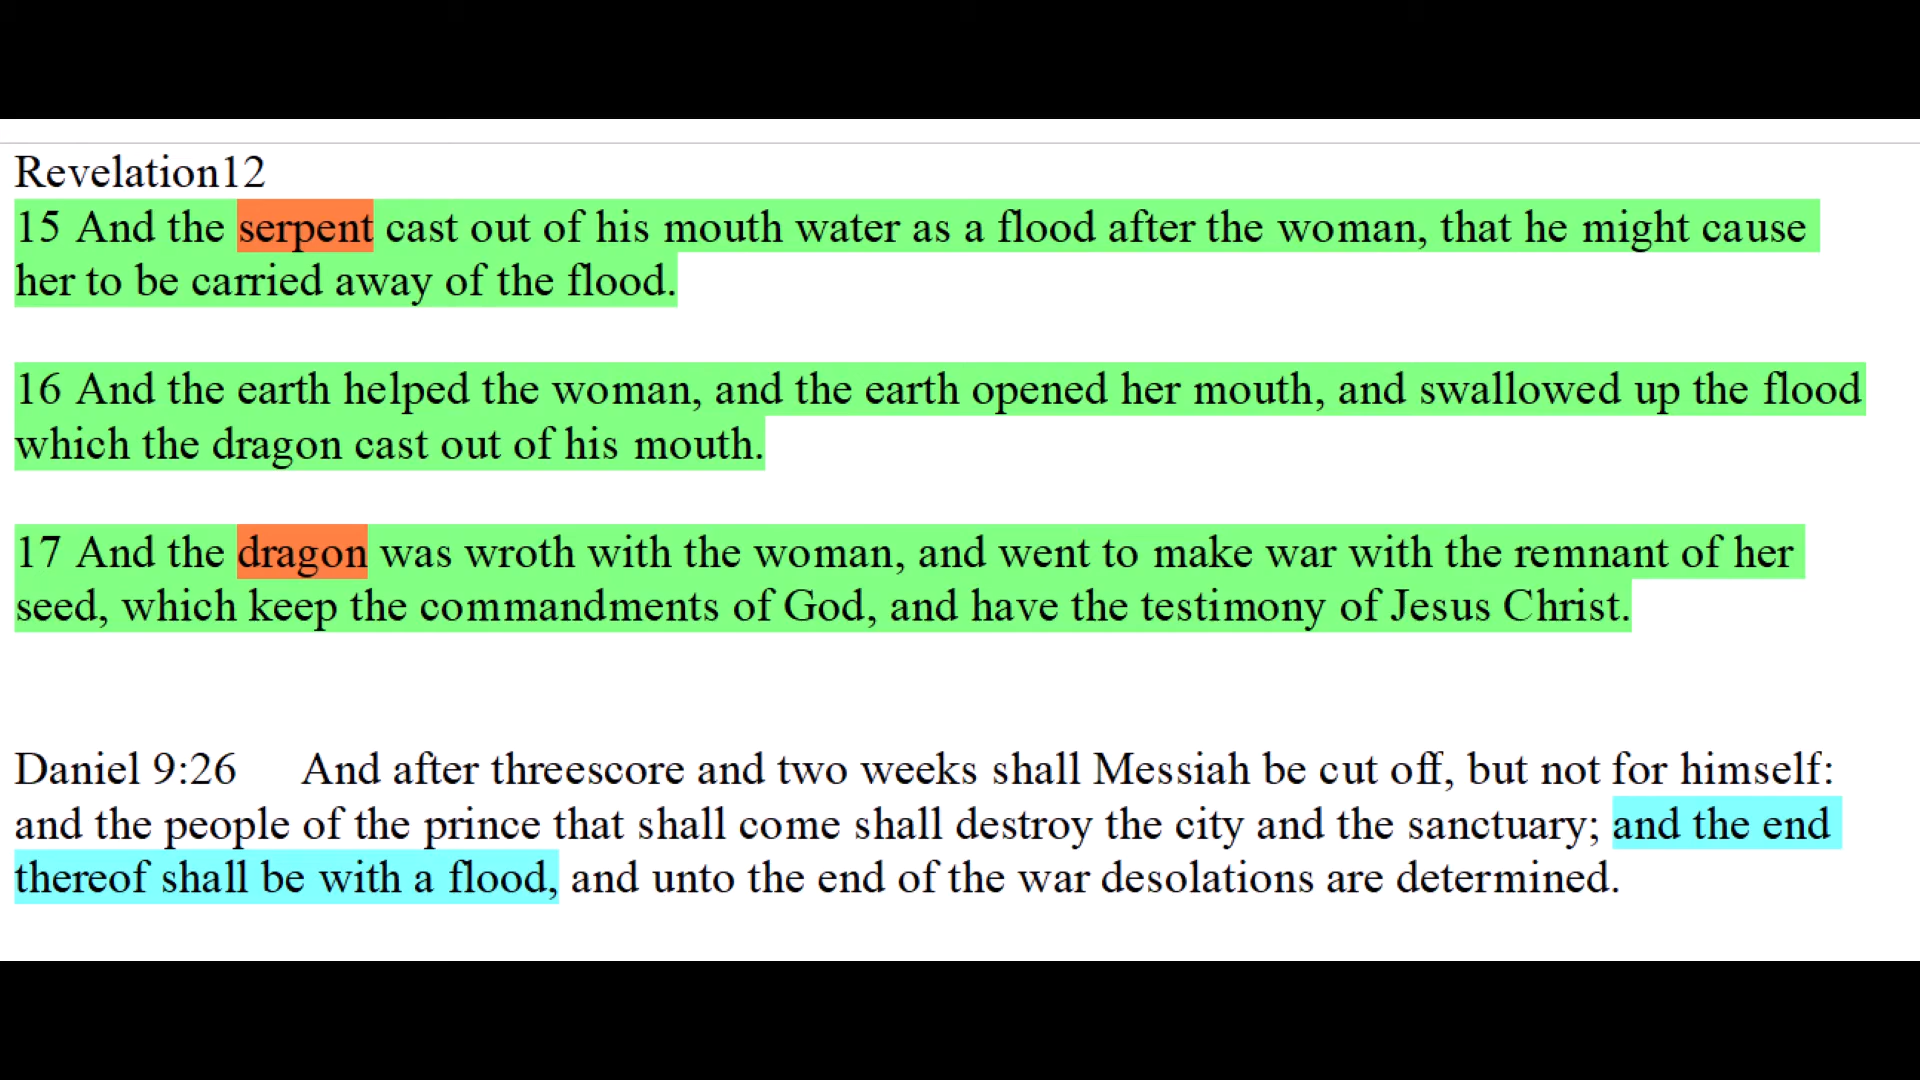 Revelation12
15 And the serpent cast out of his mouth water as a flood after the woman, that he might cause
her to be carried away of the flood.
16 And the earth helped the woman, and the earth opened her mouth, and swallowed up the flood
which the dragon cast out of his mouth.
17 And the dragon was wroth with the woman, and went to make war with the remnant of her
seed, which keep the commandments of God, and have the testimony of Jesus Christ.
Daniel 9:26 And after threescore and two weeks shall Messiah be cut off, but not for himself:
and the people of the prince that shall come shall destroy the city and the sanctuary; and the end
thereof shall be with a flood, and unto the end of the war desolations are determined.